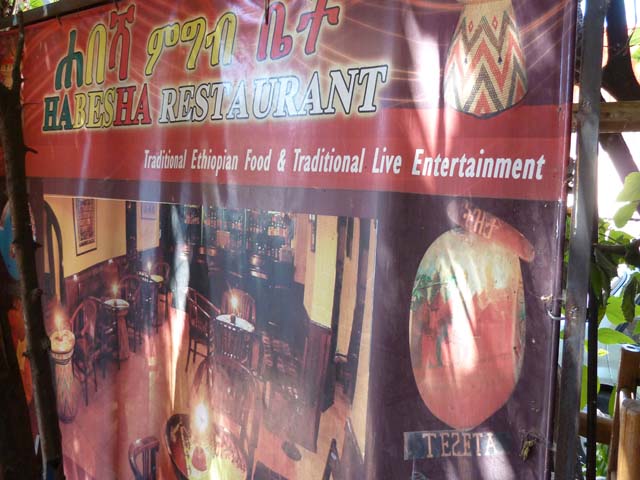 ሐበሻ ምግብ ቤት
HABESHA RESTAURANT
Traditional Ethiopian Food & Traditional Live Entertainment
TESETA